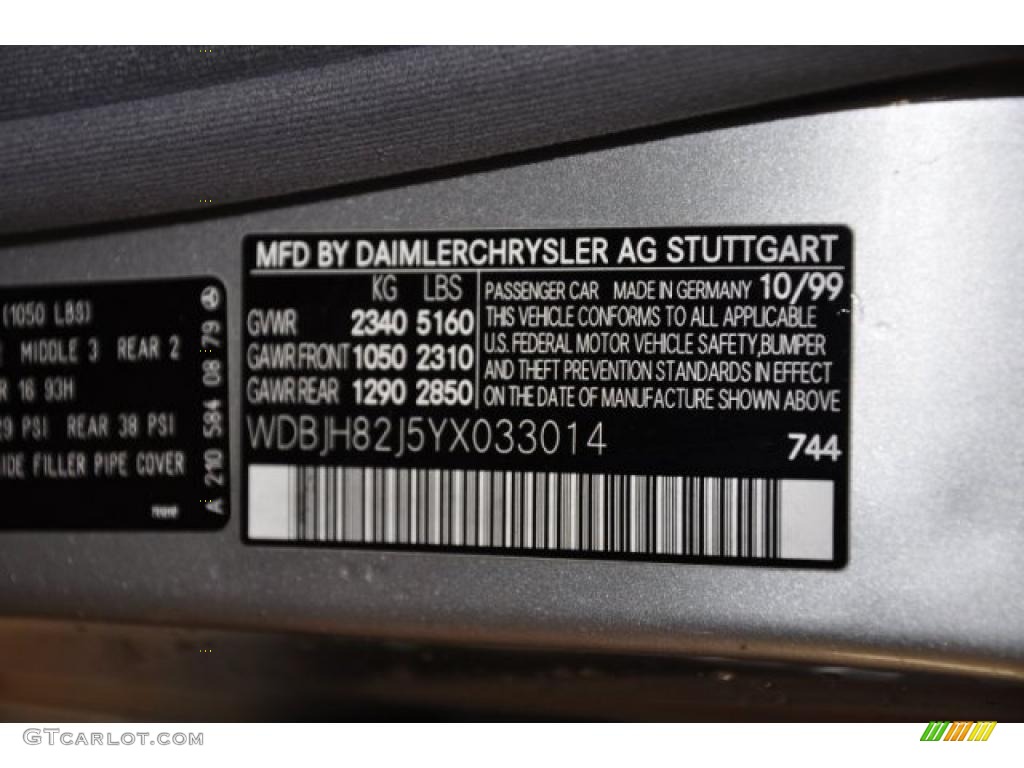 (1050 LBS)
MIDDLE 3 REAR 2
R 16 93H
29 PSI REAR 38 PSI
IDE FILLER PIPE COVER
A 210 584 08 79
MFD BY DAIMLERCHRYSLER AG STUTTGART
KG LBS
GVWR 2340 5160
GAWR FRONT 1050 2310
GAWR REAR 1290 2850
PASSENGER CAR MADE IN GERMANY 10/99
THIS VEHICLE CONFORMS TO ALL APPLICABLE
U.S. FEDERAL MOTOR VEHICLE SAFETY,BUMPER
AND THEFT PREVENTION STANDARDS IN EFFECT
ON THE DATE OF MANUFACTURE SHOWN ABOVE
WDBJH82J5YX033014
744
GTCARLOT.COM